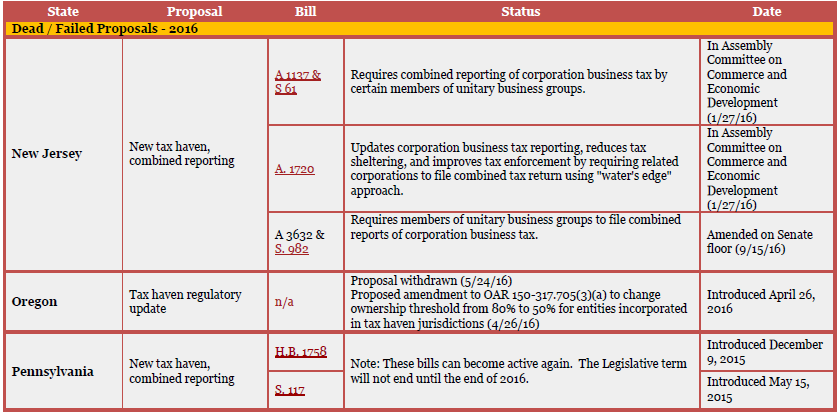 State Proposal Bill Status Date
Dead / Failed Proposals - 2016
New Jersey
New tax haven,
combined reporting
A 1137 &
S 61
Requires combined reporting of corporation business tax by
certain members of unitary business groups.
In Assembly
Committee on
Commerce and
Economic
Development
(1/27/16)
A. 1720
Updates corporation business tax reporting, reduces tax
sheltering, and improves tax enforcement by requiring related
corporations to file combined tax return using "water's edge"
approach.
In Assembly
Committee on
Commerce and
Economic
Development
(1/27/16)
A 3632 &
S. 982
Requires members of unitary business groups to file combined
reports of corporation business tax.
Amended on Senate
floor (9/15/16)
Oregon
Tax haven regulatory
update
n/a
Proposal withdrawn (5/24/16)
Proposed amendment to OAR 150-317.705(3)(a) to change
ownership threshold from 80% to 50% for entities incorporated
in tax haven jurisdictions (4/26/16)
Introduced April 26,
2016
Pennsylvania
New tax haven,
combined reporting
H.B. 1758
Note: These bills can become active again. The Legislative term
will not end until the end of 2016.
Introduced December
9, 2015
S. 117
Introduced May 15,
2015